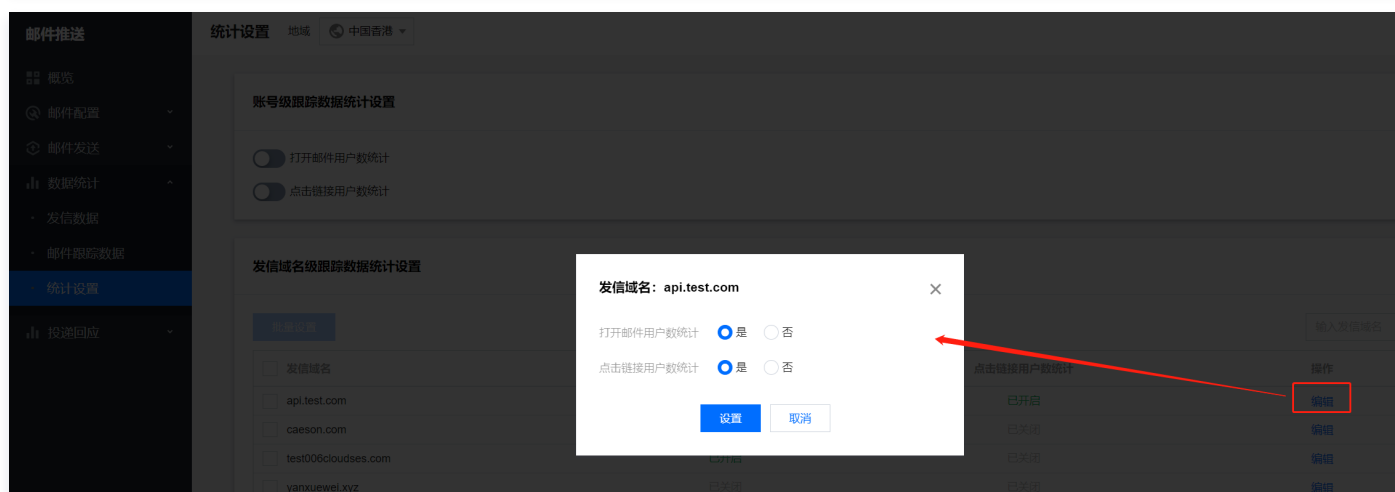 邮件推送
统计设置 地域 中国香港
概览
邮件配置
邮件发送
数据统计
发信数据
邮件跟踪数据
统计设置
投递回应
账号级跟踪数据统计设置
打开邮件用户数统计
点击链接用户数统计
发信域名级跟踪数据统计设置
批量设置 输入发信域名
发信域名 点击链接用户数统计 操作
api.test.com 已开启 编辑
caeson.com 已关闭 编辑
test006cloudses.com 已开启 已关闭 编辑
yanxuewei.xyz 已关闭 已关闭 编辑
发信域名：api.test.com
打开邮件用户数统计 是 否
点击链接用户数统计 是 否
设置 取消